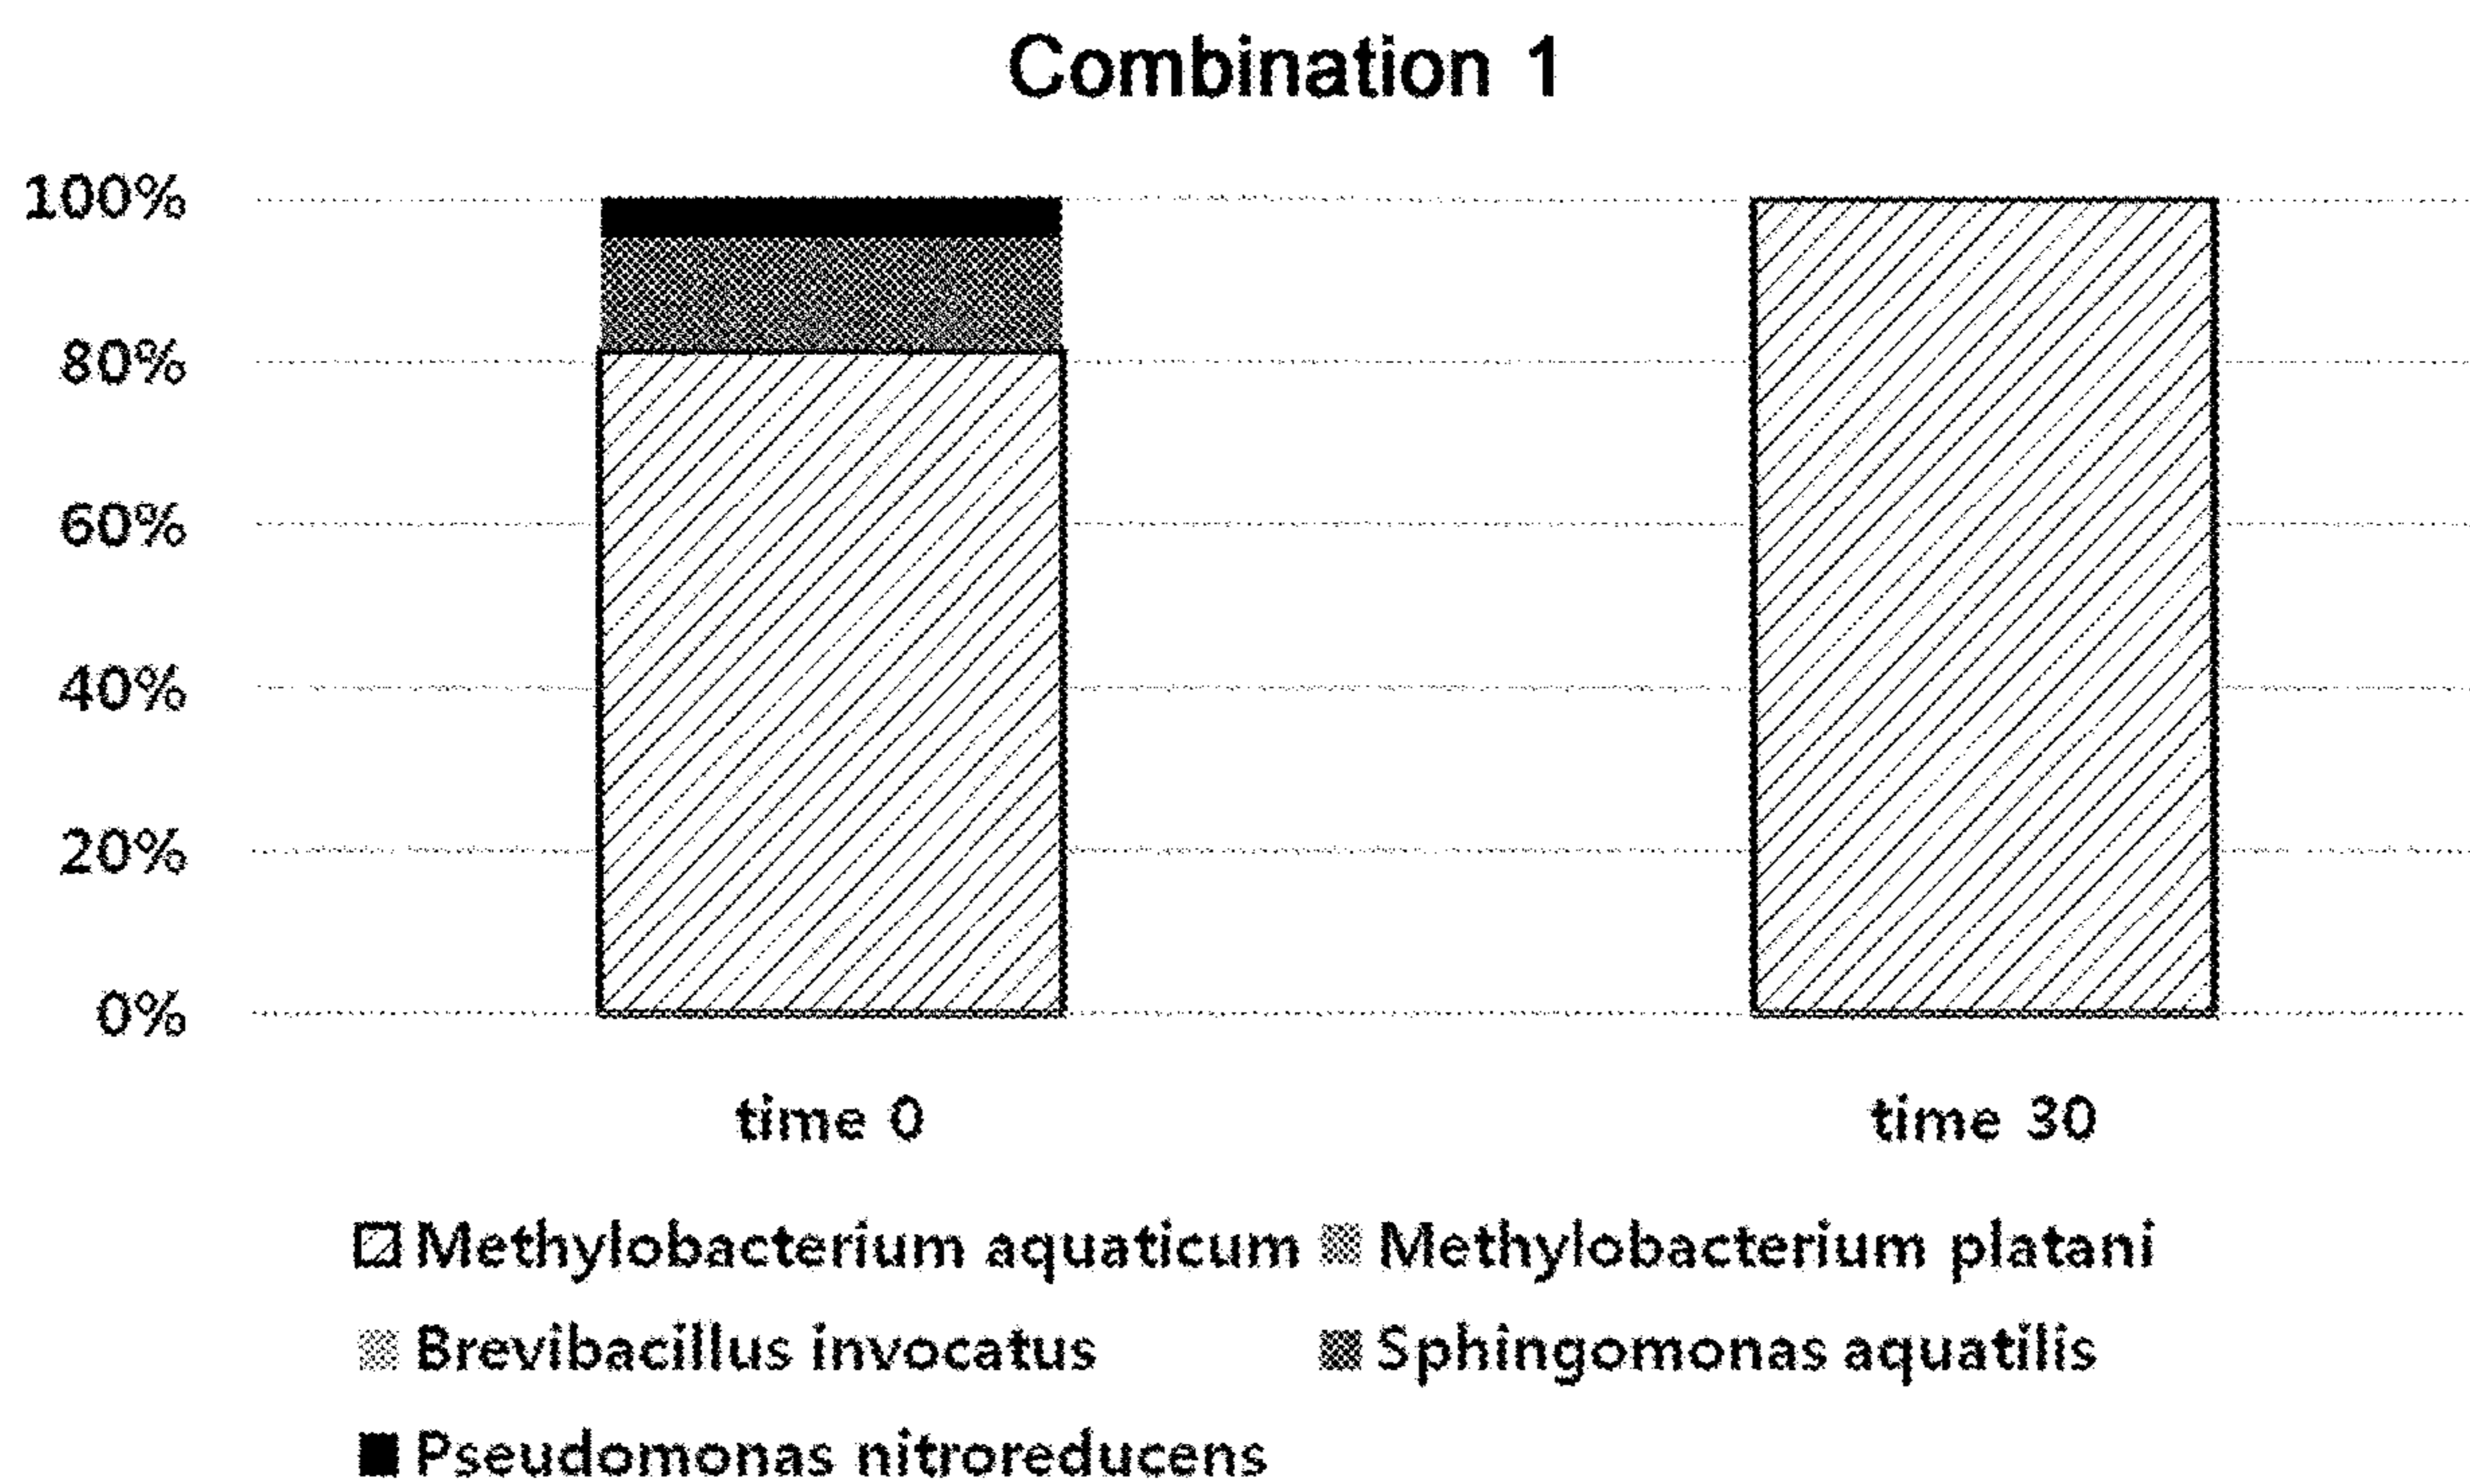 Combination 1
100%
80%
60%
40%
20%
0%
time 0 time 30
Methylobacterium aquaticum Methylobacterium platani
Brevibacillus invocatus Sphingomonas aquatilis
Pseudomonas nitroreducens